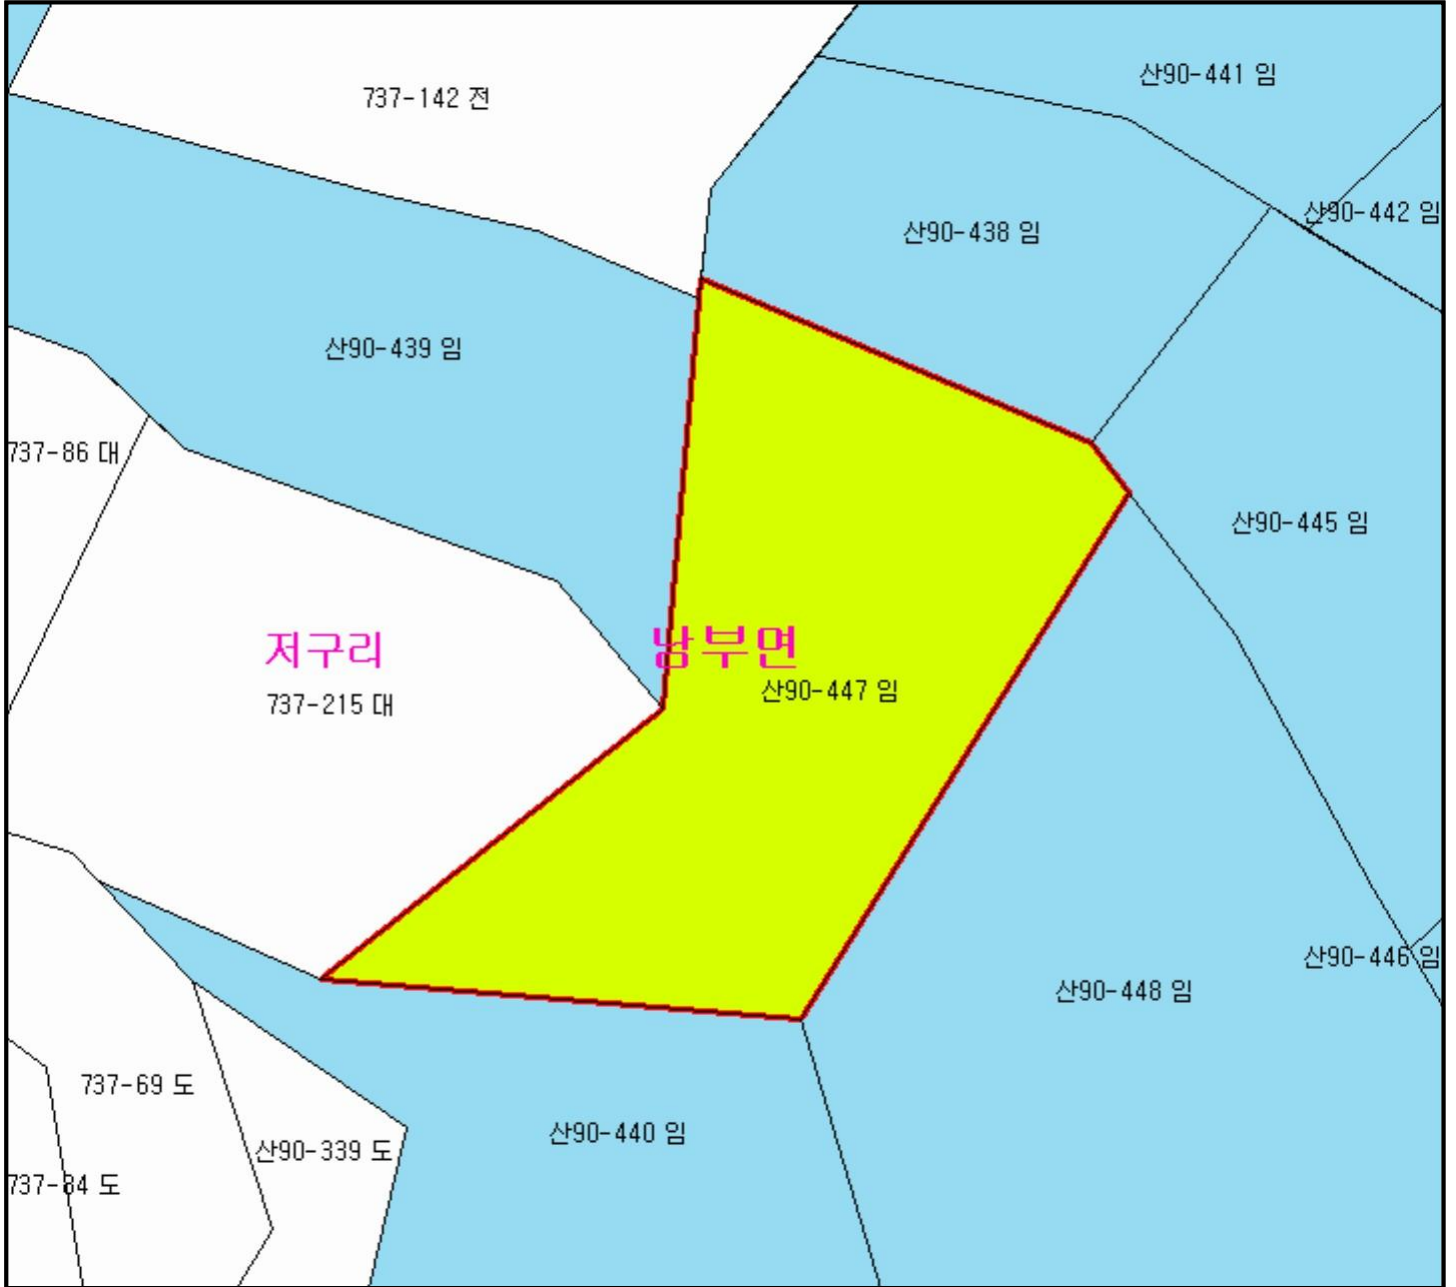 산90-441 임
737-142 전
산90-442 임
산90-438 임
산90-439 임
737-86 대
산90-445 임
저구리
남부면
산90-447 임
737-215 대
산90-446 임
산90-448 임
737-69 도
산90-440 임
산90-339 도
737-84 도